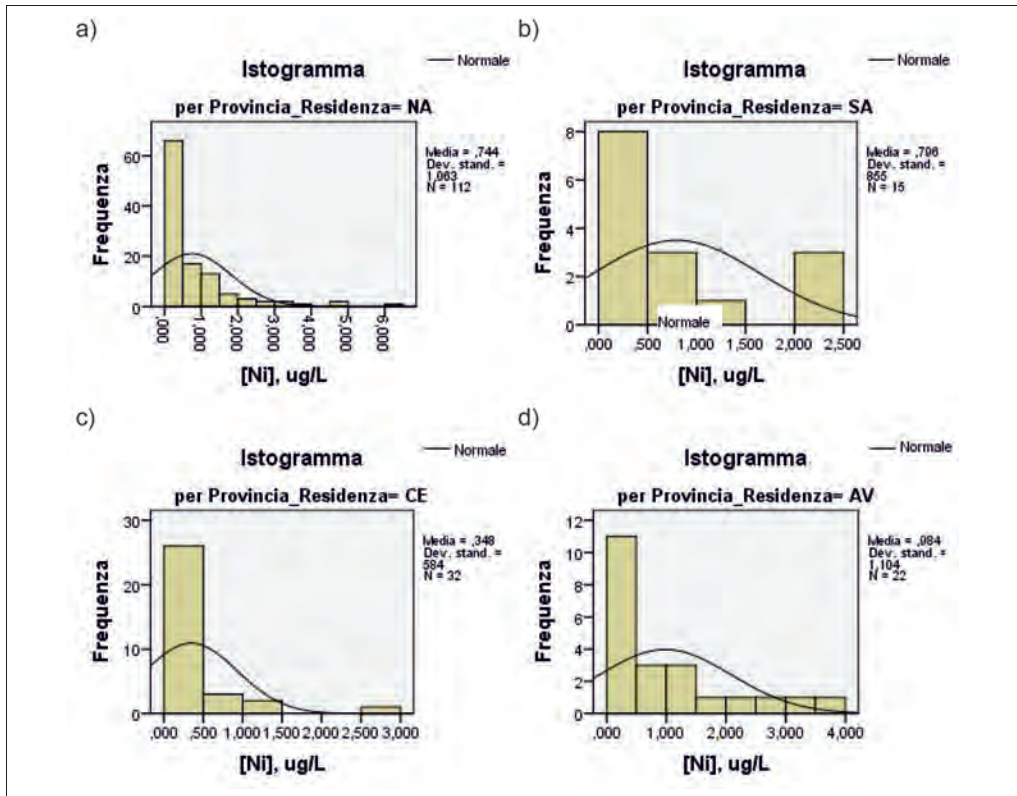 a)
Istogramma
Normale
per Provincia_Residenza= NA
Media = ,744
Dev. stand. =
1,063
N = 112
Frequenza
60
40
20
0
,000
1,000
2,000
3,000
4,000
5,000
6,000
[Ni], ug/L
b)
Istogramma
Normale
per Provincia_Residenza= SA
Media = ,796
Dev. stand. =
855
N = 15
Frequenza
8
6
4
2
0
Normale
,000 ,500 1,000 1,500 2,000 2,500
[Ni], ug/L
c)
Istogramma
Normale
per Provincia_Residenza= CE
Media = ,348
Dev. stand. =
584
N = 32
Frequenza
30
20
10
0
,000 ,500 1,000 1,500 2,000 2,500 3,000
[Ni], ug/L
d)
Istogramma
Normale
per Provincia_Residenza= AV
Media = ,984
Dev. stand. =
1,104
N = 22
Frequenza
12
10
8
6
4
2
0
,000 1,000 2,000 3,000 4,000
[Ni], ug/L